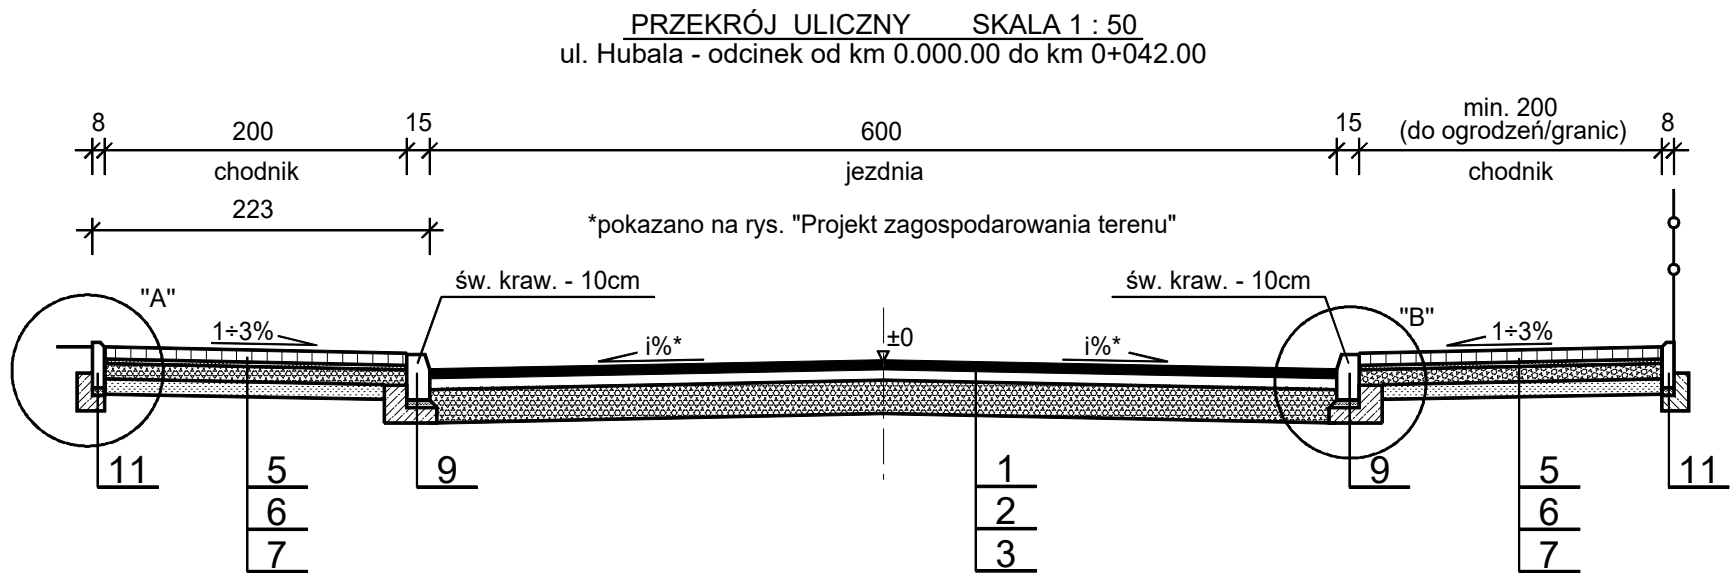 PRZEKRÓJ ULICZNY SKALA 1 : 50
ul. Hubala - odcinek od km 0.000.00 do km 0+042.00
8 200 15 600 15 min. 200 8
(do ogrodzeń/granic)
chodnik jezdnia chodnik
223
*pokazano na rys. "Projekt zagospodarowania terenu"
św. kraw. - 10cm św. kraw. - 10cm
"A" "B"
1÷3% i%* ±0 i%* 1÷3%
11 5 9 1 9 5 11
6 2 6
7 3 7